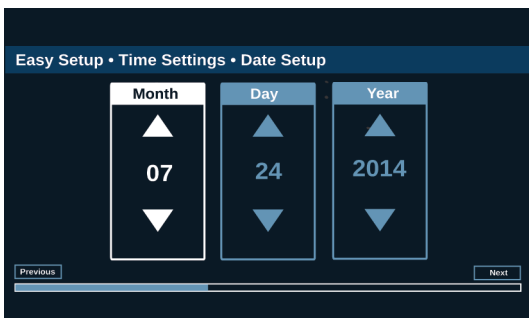 Easy Setup • Time Settings • Date Setup
Month Day Year
07 24 2014
Previous Next